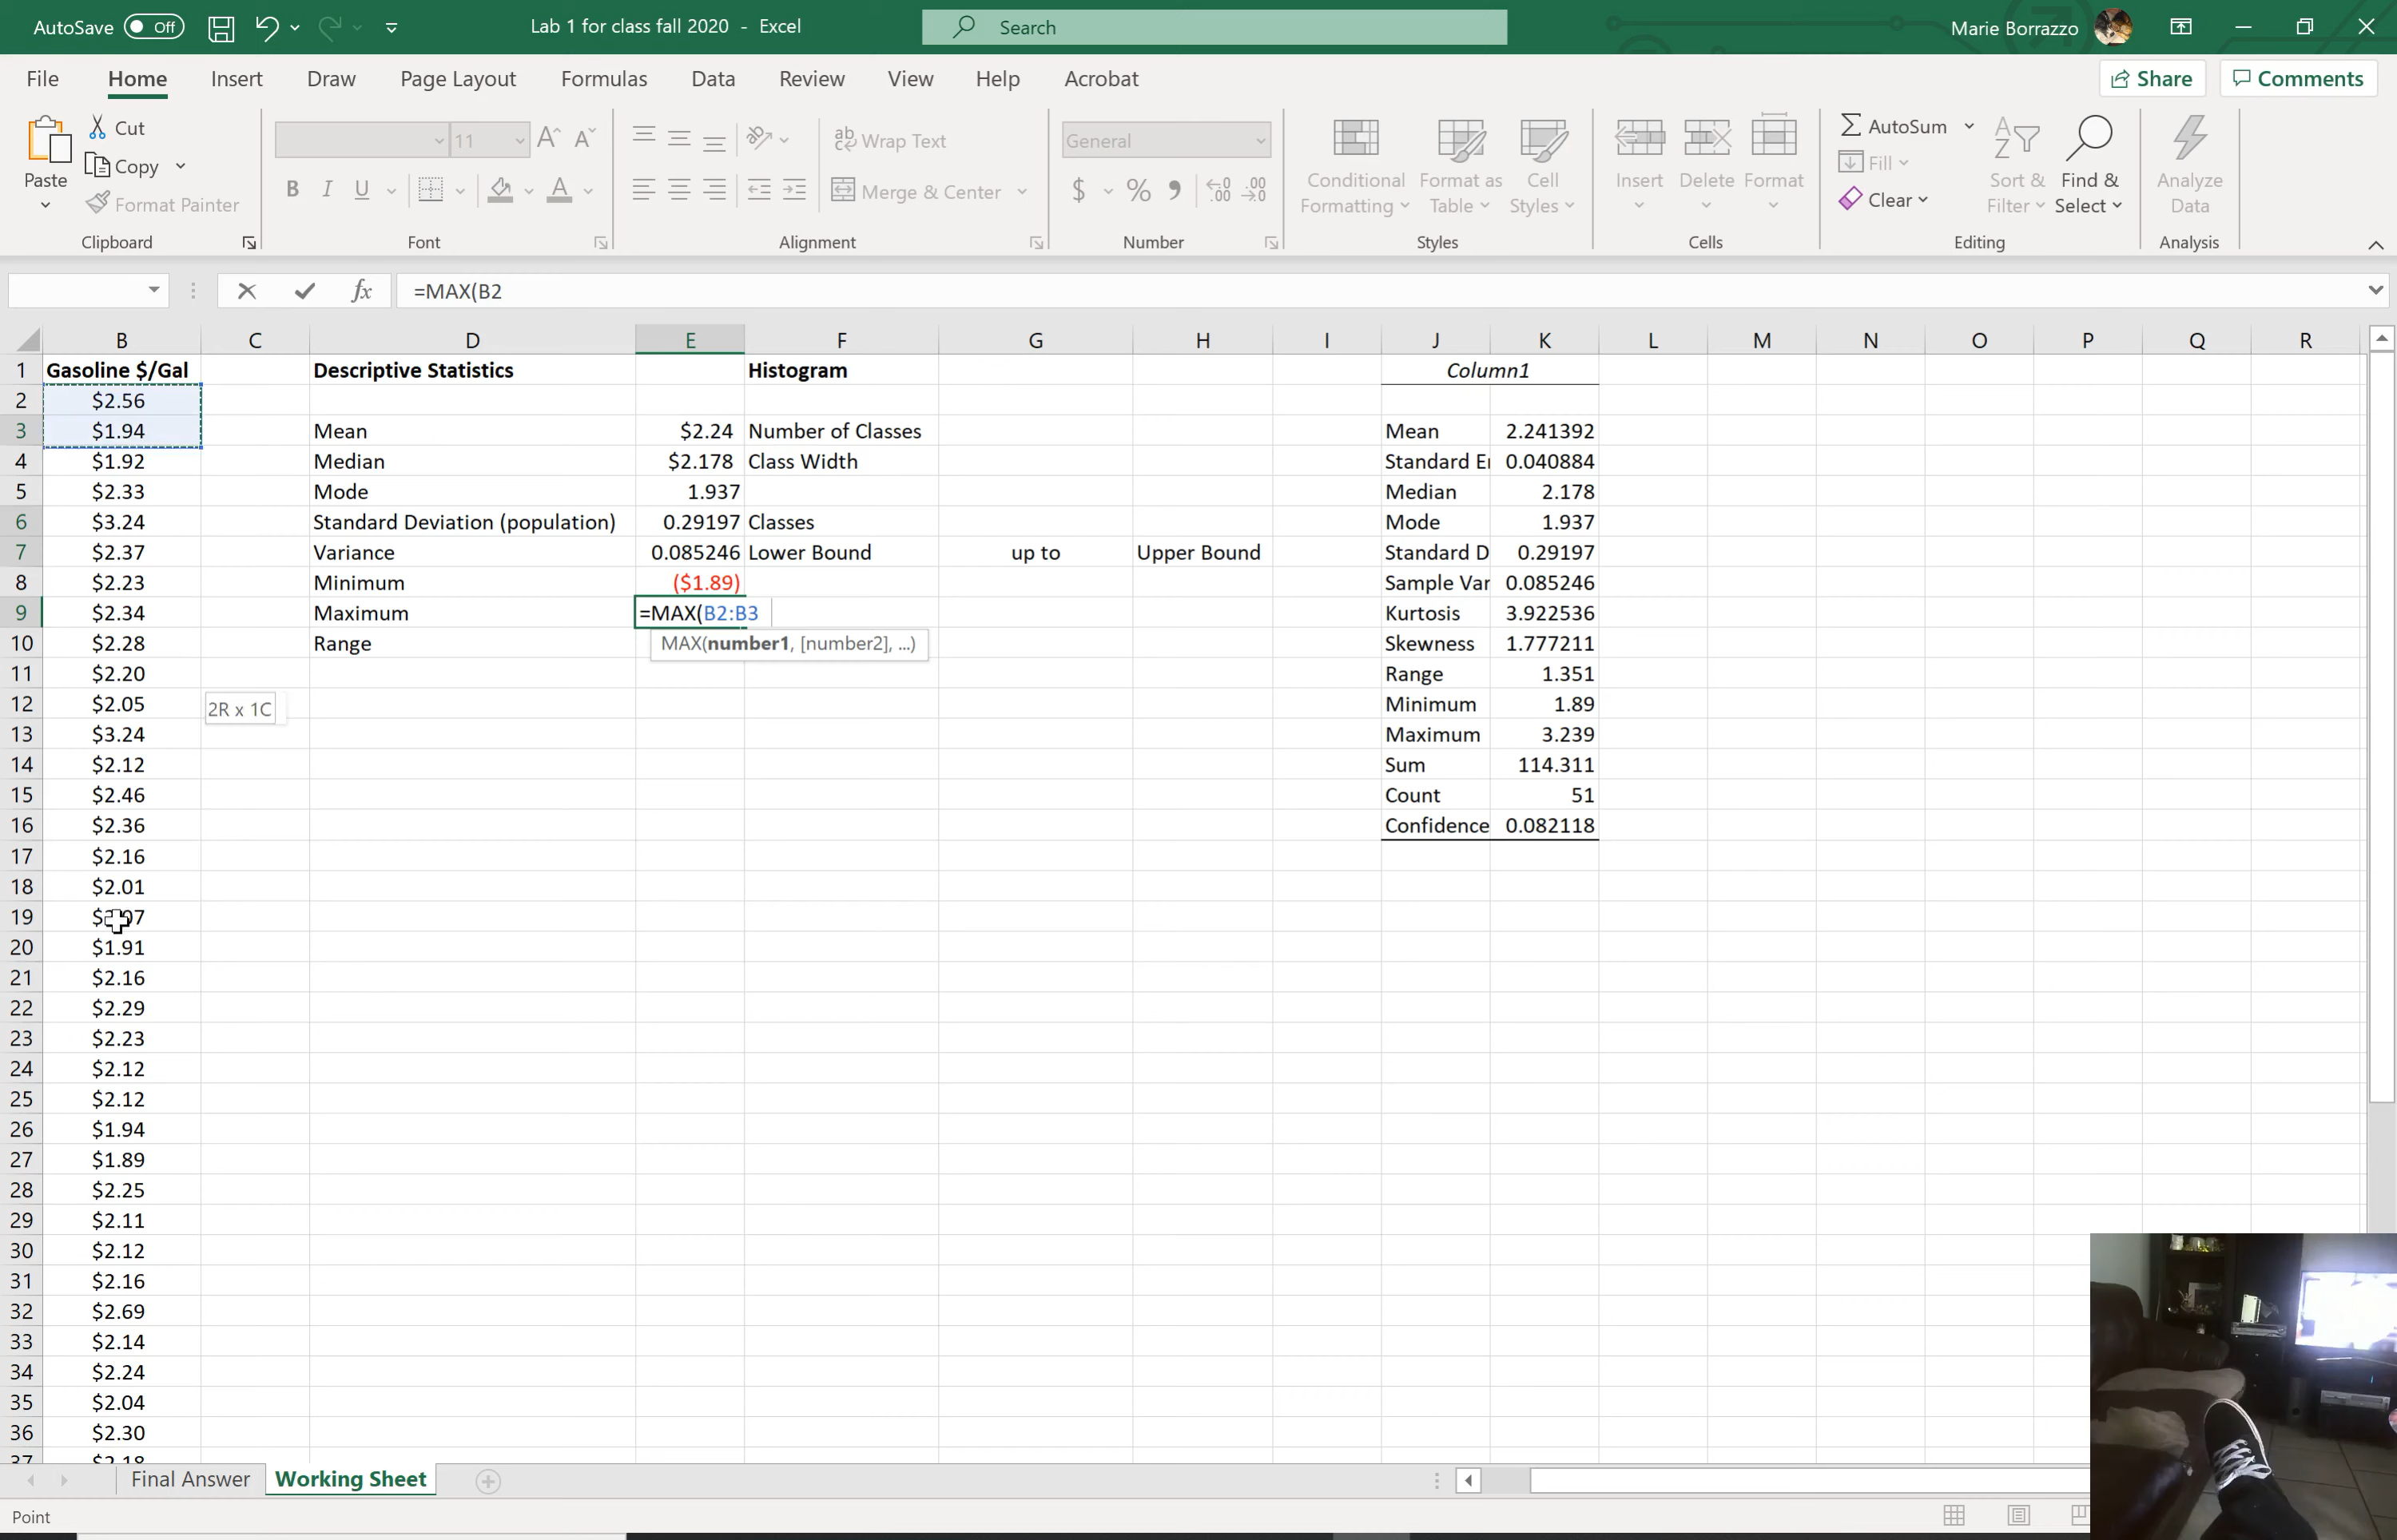 AutoSave Off Lab 1 for class fall 2020 - Excel Search Marie Borrazzo
File Home Insert Draw Page Layout Formulas Data Review View Help Acrobat Share Comments
Paste Cut Copy Format Painter Clipboard
11 B I U A Font
ab Wrap Text Merge & Center Alignment
General $ % 9 .00 Number
Conditional Formatting Format as Table Cell Styles Styles
Insert Delete Format Cells
AutoSum Fill Clear Sort & Filter Find & Select Editing
Analyze Data Analysis
fx =MAX(B2
B C D E F G H I J K L M N O P Q R
1 Gasoline $/Gal Descriptive Statistics Histogram Column1
2 $2.56
3 $1.94 Mean $2.24 Number of Classes Mean 2.241392
4 $1.92 Median $2.178 Class Width Standard Er 0.040884
5 $2.33 Mode 1.937 Median 2.178
6 $3.24 Standard Deviation (population) 0.29197 Classes Mode 1.937
7 $2.37 Variance 0.085246 Lower Bound up to Upper Bound Standard D 0.29197
8 $2.23 Minimum ($1.89) Sample Var 0.085246
9 $2.34 Maximum =MAX(B2:B3 Kurtosis 3.922536
10 $2.28 Range MAX(number1, [number2], ...) Skewness 1.777211
11 $2.20 Range 1.351
12 $2.05 2R x 1C Minimum 1.89
13 $3.24 Maximum 3.239
14 $2.12 Sum 114.311
15 $2.46 Count 51
16 $2.36 Confidence 0.082118
17 $2.16
18 $2.01
19
20 $1.91
21 $2.16
22 $2.29
23 $2.23
24 $2.12
25 $2.12
26 $1.94
27 $1.89
28 $2.25
29 $2.11
30 $2.12
31 $2.16
32 $2.69
33 $2.14
34 $2.24
35 $2.04
36 $2.30
37 $2.18
Final Answer Working Sheet
Point